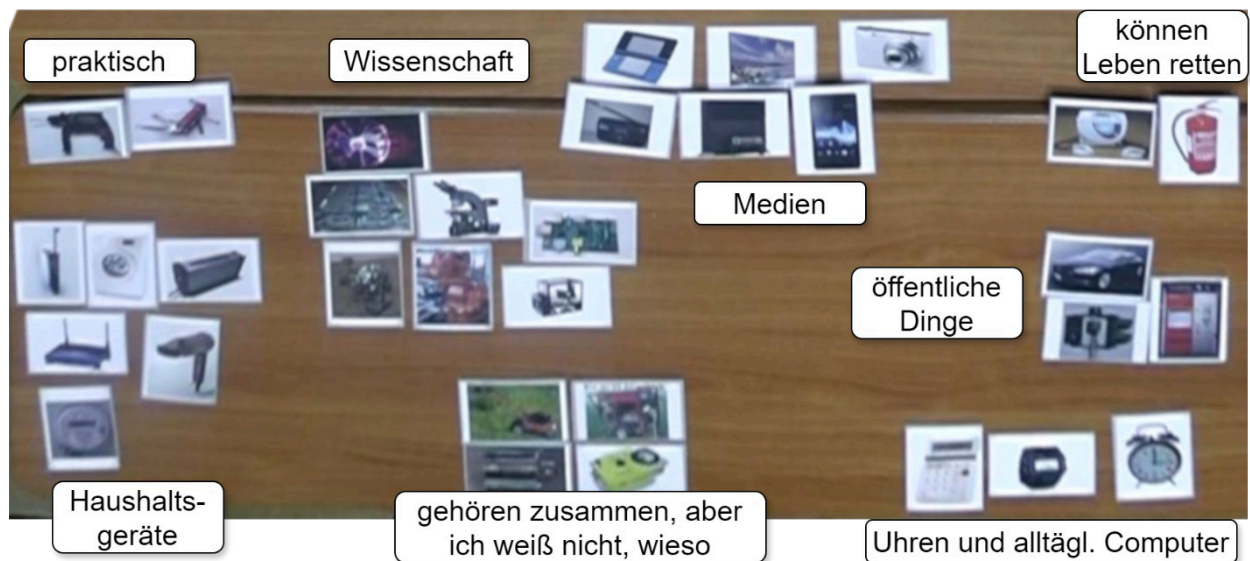 praktisch
Wissenschaft
können
Leben retten
Medien
öffentliche
Dinge
Haushalts-
geräte
gehören zusammen, aber
ich weiß nicht, wieso
Uhren und alltägl. Computer